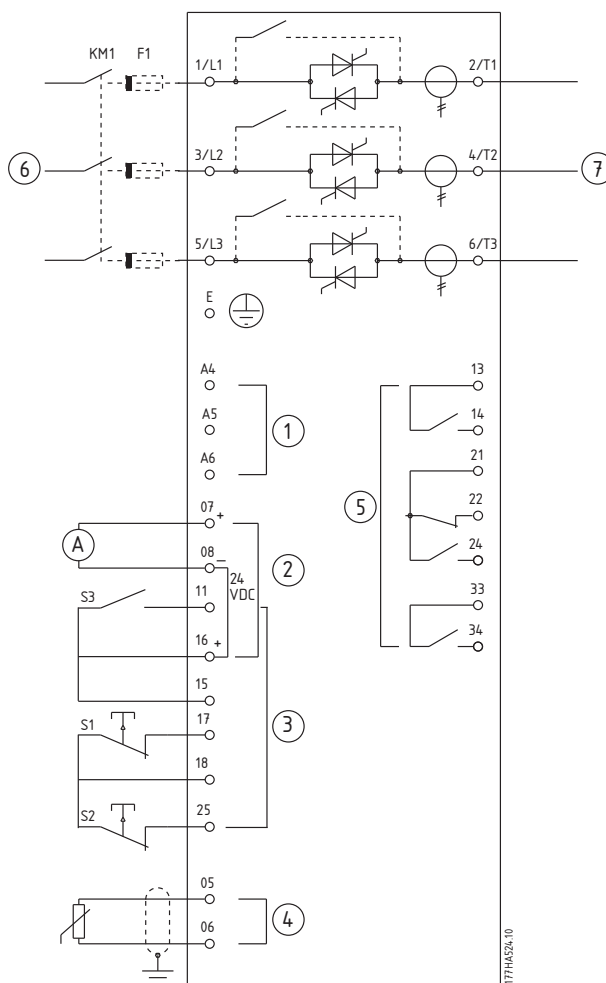 KM1 F1 1/L1 2/T1
6 3/L2 4/T2 7
5/L3 6/T3
E
A4 13
A5 1 14
A6 21
5
07 + 22
A 08 – 2 24
24
VDC
S3 11 33
16 + 34
15
S1 17 3
18
S2 25
05
4
06
177HA524.10